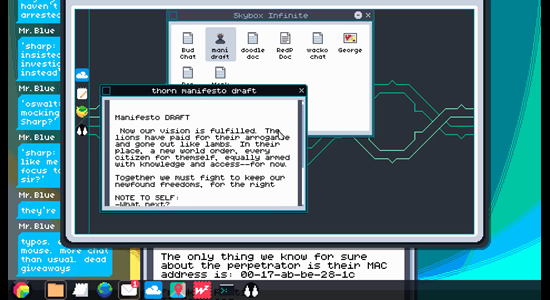 haven't
arrested
Mr.Blue
'sharp:
insisted
investig
instead'
Mr.Blue
'oswalt:
mocking
Sharp?'
Mr.Blue
'sharp:
like me
focus to
sir?'
Mr.Blue
they're
Mr.Blue
typos. a
mouse. more chat
than usual. dead
giveaways
Skybox Infinite
Bud
Chat
mani
draft
doodle
doc
RedP
Doc
wacko
chat
George
thorn manifesto draft
Manifesto DRAFT
Now our vision is fulfilled. The
lions have paid for their arrogance
and gone out like lambs. In their
place, a new world order, every
citizen for themself, equally armed
with knowledge and access--for now.
Together we must fight to keep our
newfound freedoms, for the right
NOTE TO SELF:
-What next?
The only thing we know for sure
about the perpetrator is their MAC
address is: 00-17-ab-be-28-1c